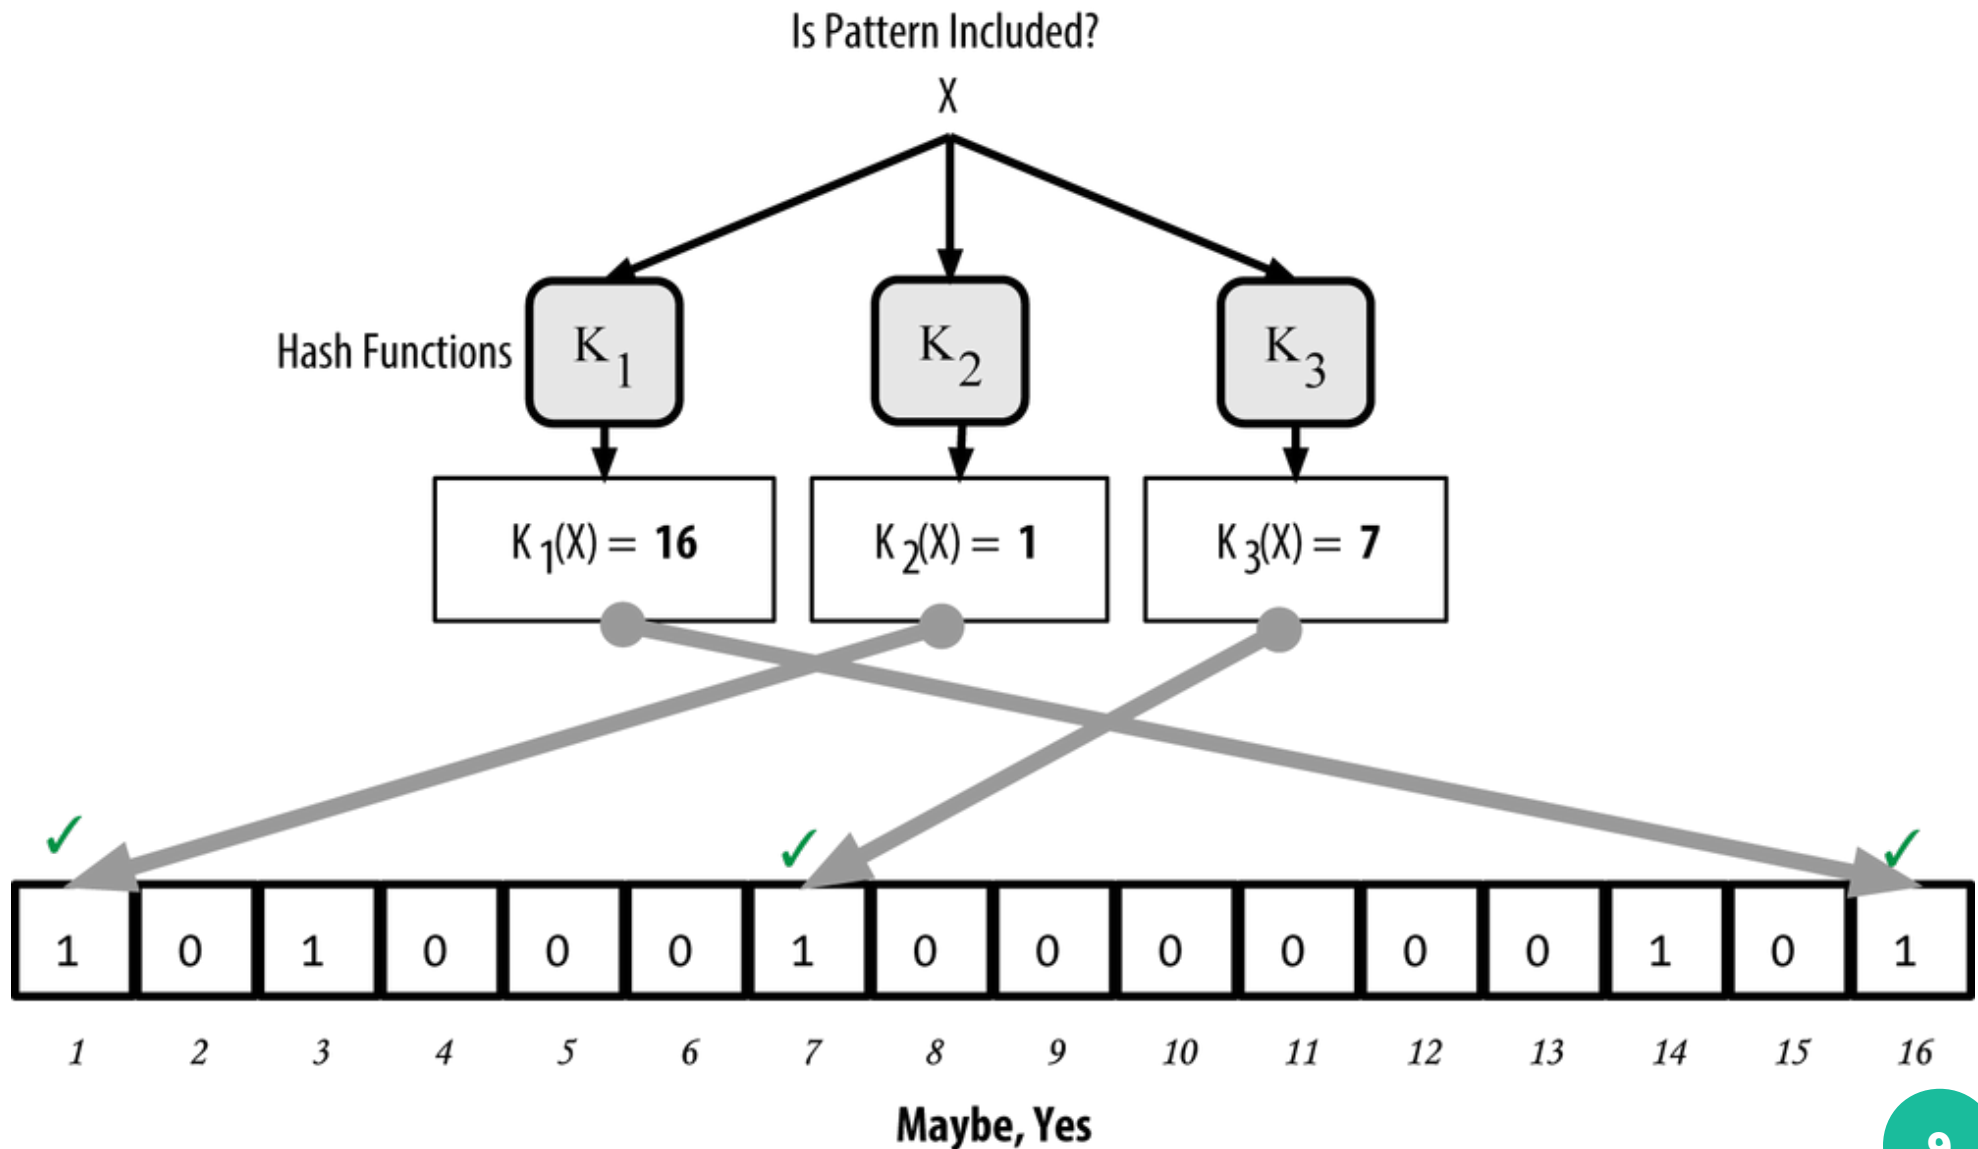 Is Pattern Included?
X
Hash Functions K1 K2 K3
K1(X) = 16 K2(X) = 1 K3(X) = 7
1 0 1 0 0 0 1 0 0 0 0 0 0 1 0 1
1 2 3 4 5 6 7 8 9 10 11 12 13 14 15 16
Maybe, Yes